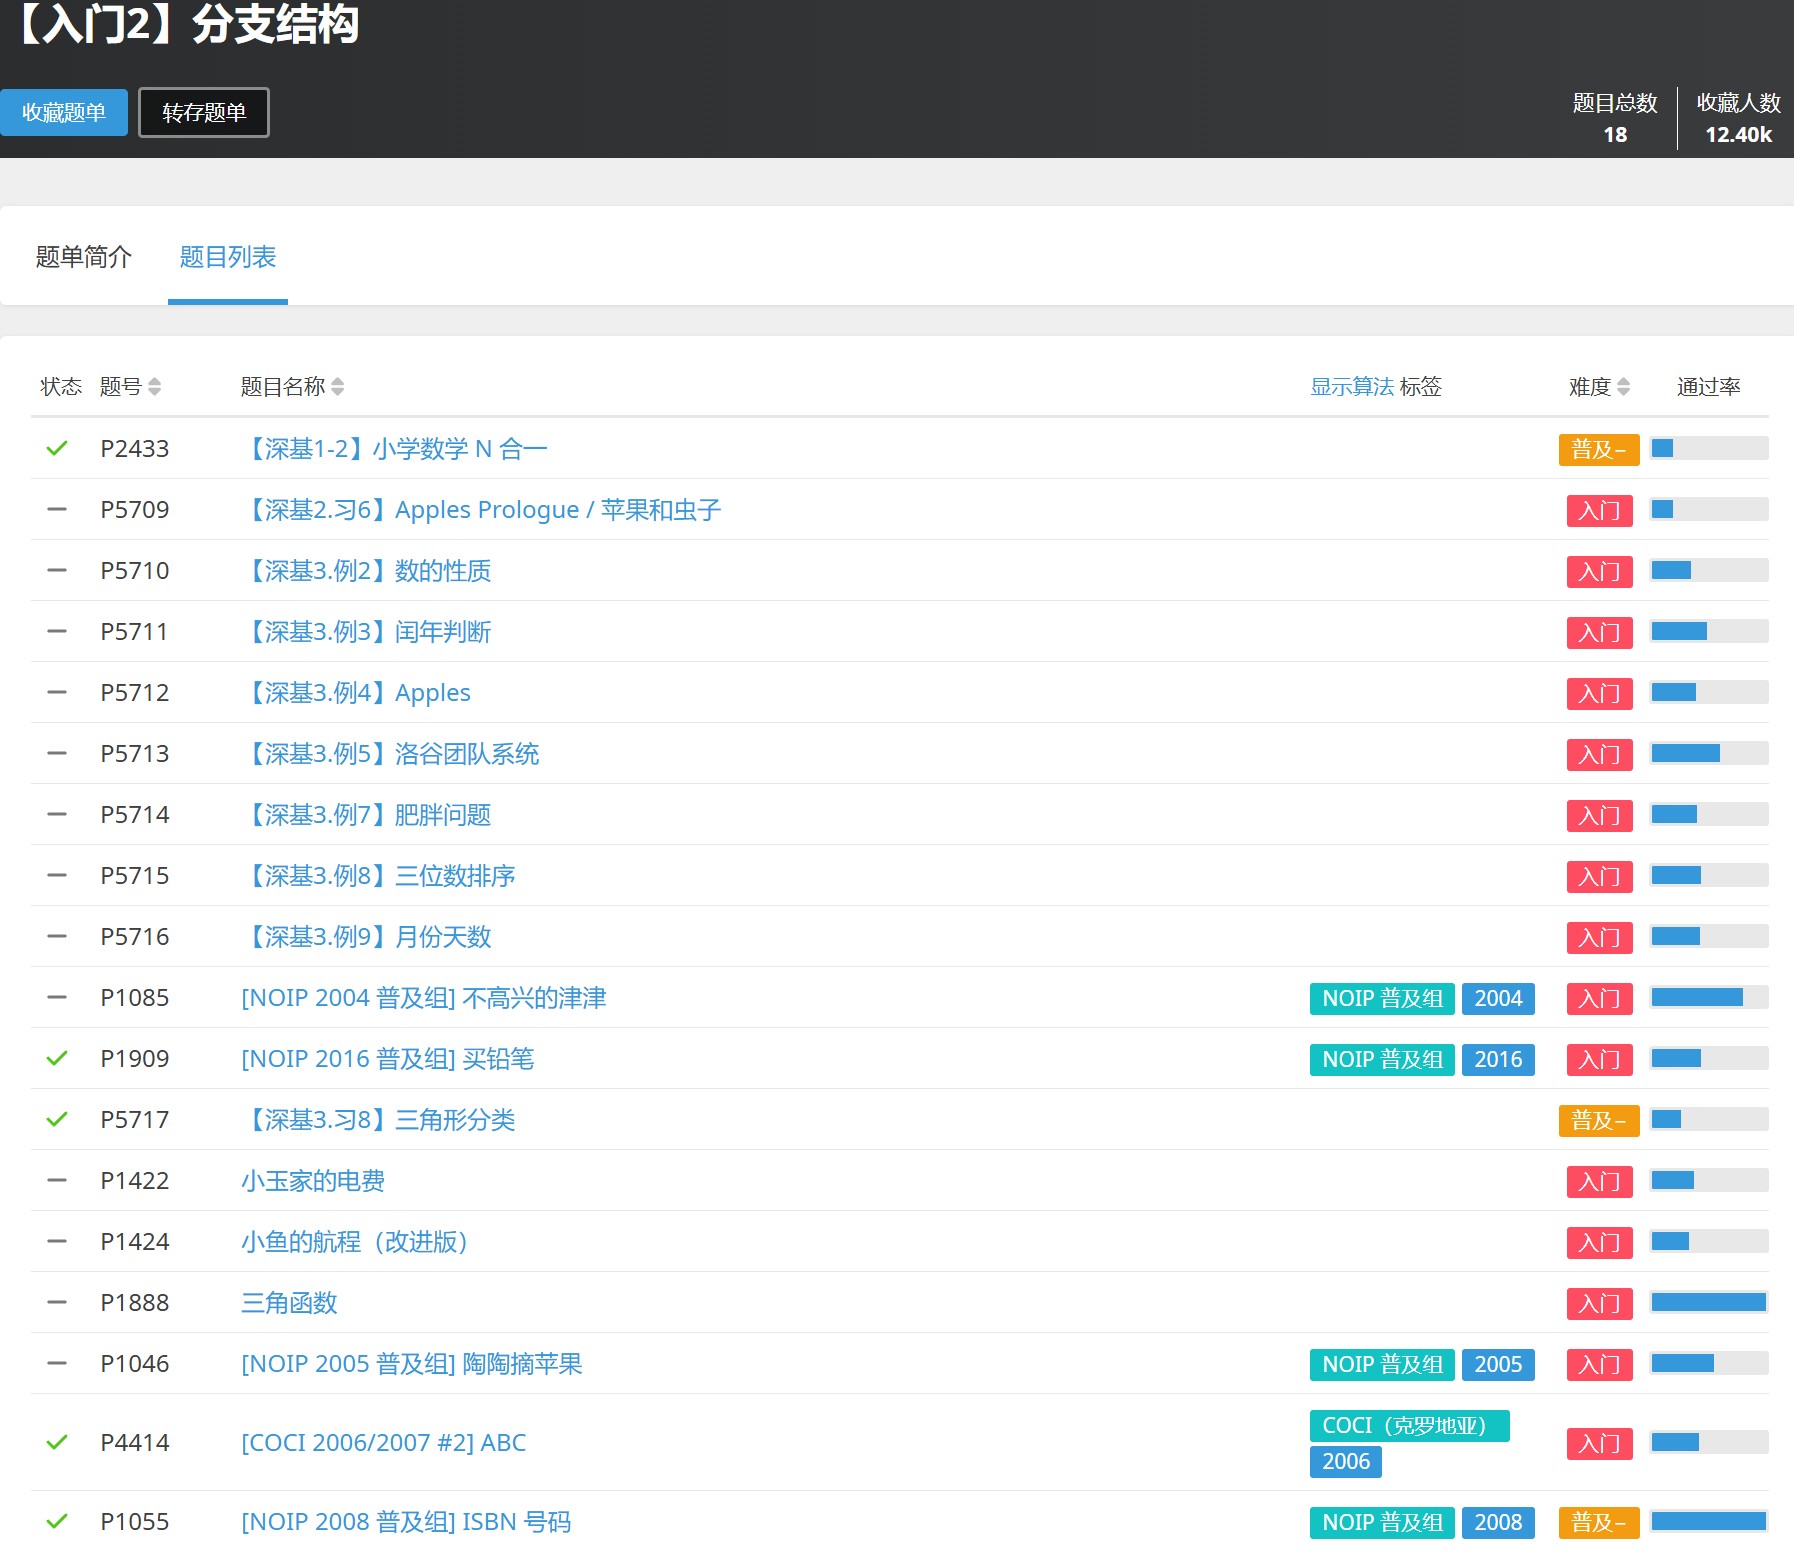 【入门2】分支结构
收藏题单 转存题单
题目总数 收藏人数
18 12.40k
题单简介 题目列表
状态 题号 题目名称 显示算法 标签 难度 通过率
P2433 【深基1-2】小学数学 N 合一 普及−
P5709 【深基2.习6】Apples Prologue / 苹果和虫子 入门
P5710 【深基3.例2】数的性质 入门
P5711 【深基3.例3】闰年判断 入门
P5712 【深基3.例4】Apples 入门
P5713 【深基3.例5】洛谷团队系统 入门
P5714 【深基3.例7】肥胖问题 入门
P5715 【深基3.例8】三位数排序 入门
P5716 【深基3.例9】月份天数 入门
P1085 [NOIP 2004 普及组] 不高兴的津津 NOIP 普及组 2004 入门
P1909 [NOIP 2016 普及组] 买铅笔 NOIP 普及组 2016 入门
P5717 【深基3.习8】三角形分类 普及−
P1422 小玉家的电费 入门
P1424 小鱼的航程（改进版） 入门
P1888 三角函数 入门
P1046 [NOIP 2005 普及组] 陶陶摘苹果 NOIP 普及组 2005 入门
P4414 [COCI 2006/2007 #2] ABC COCI（克罗地亚） 入门
2006
P1055 [NOIP 2008 普及组] ISBN 号码 NOIP 普及组 2008 普及−